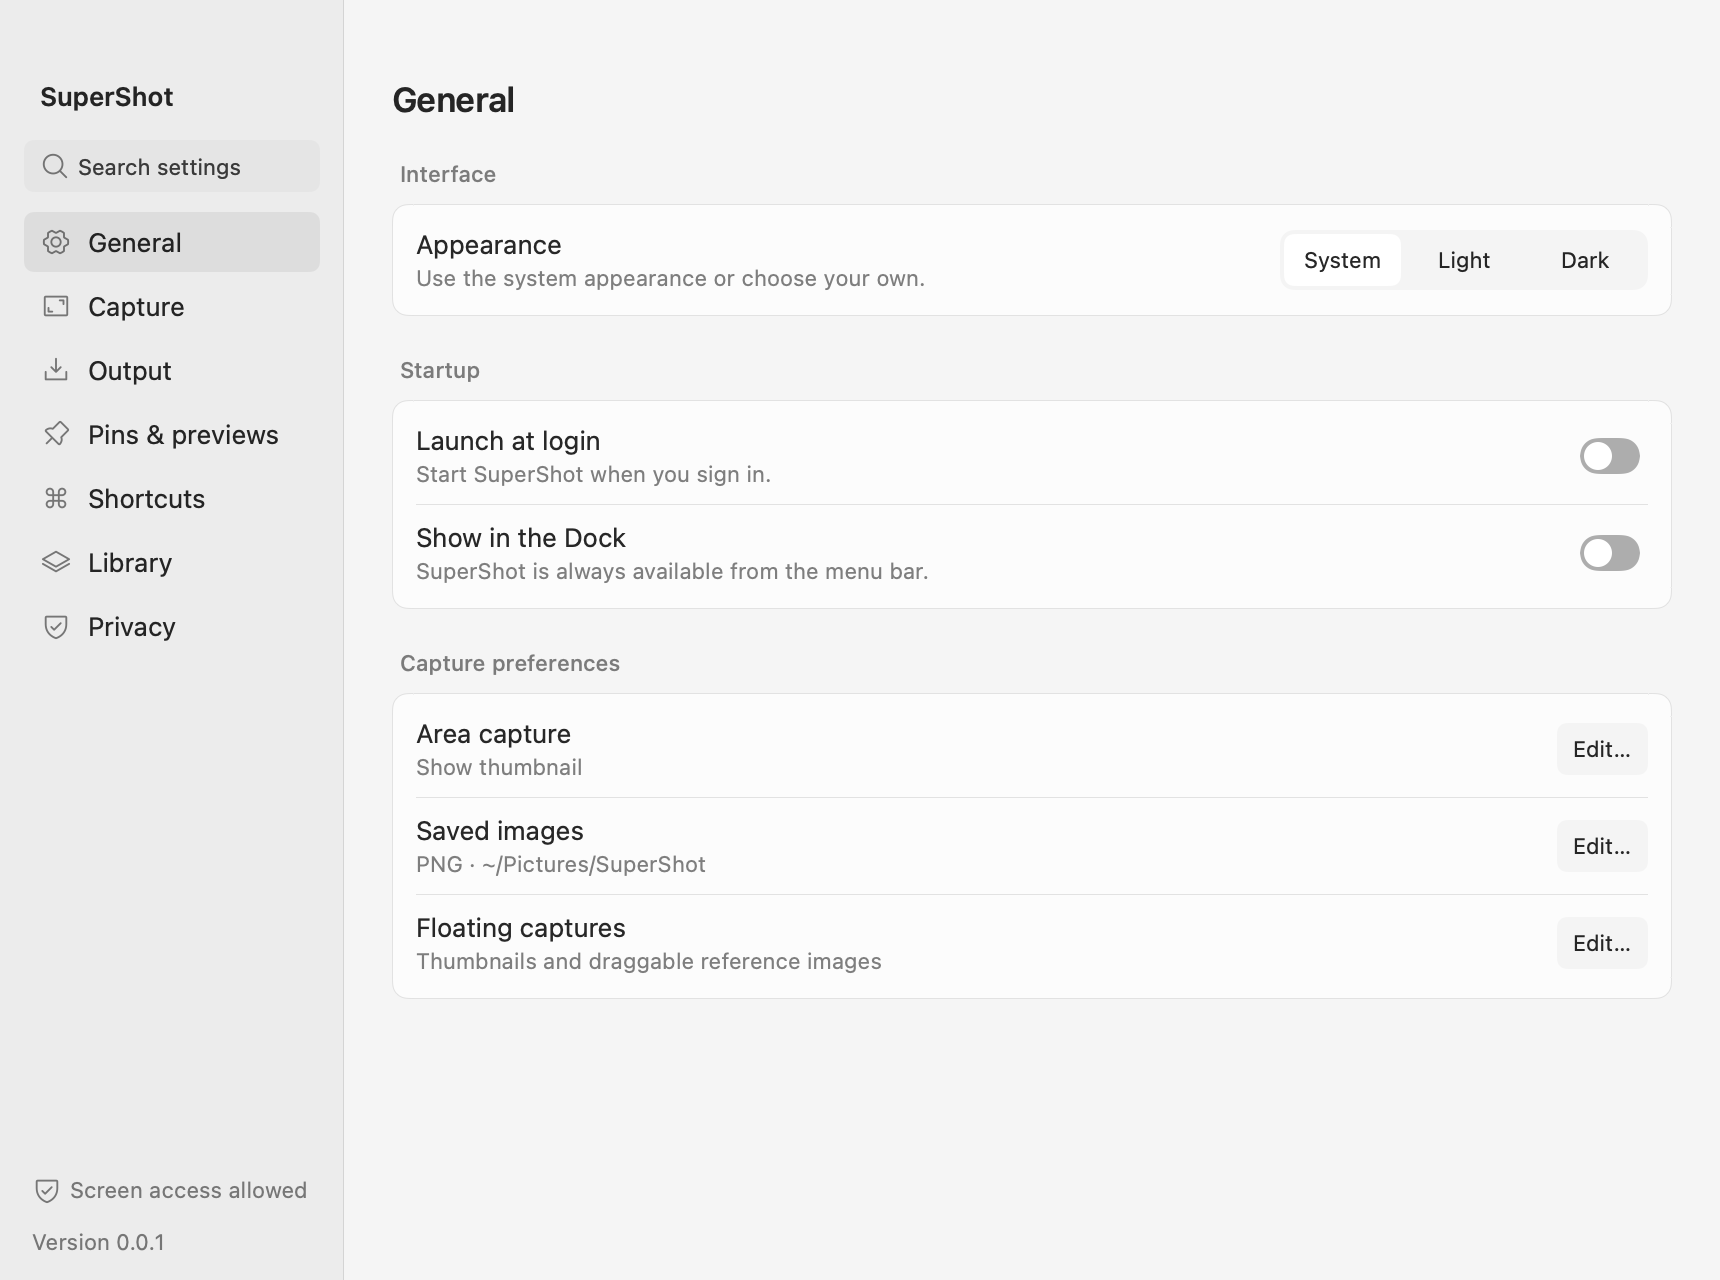 SuperShot
Search settings
General
Capture
Output
Pins & previews
Shortcuts
Library
Privacy
Screen access allowed
Version 0.0.1
General
Interface
Appearance
Use the system appearance or choose your own.
System Light Dark
Startup
Launch at login
Start SuperShot when you sign in.
Show in the Dock
SuperShot is always available from the menu bar.
Capture preferences
Area capture
Show thumbnail
Edit...
Saved images
PNG · ~/Pictures/SuperShot
Edit...
Floating captures
Thumbnails and draggable reference images
Edit...